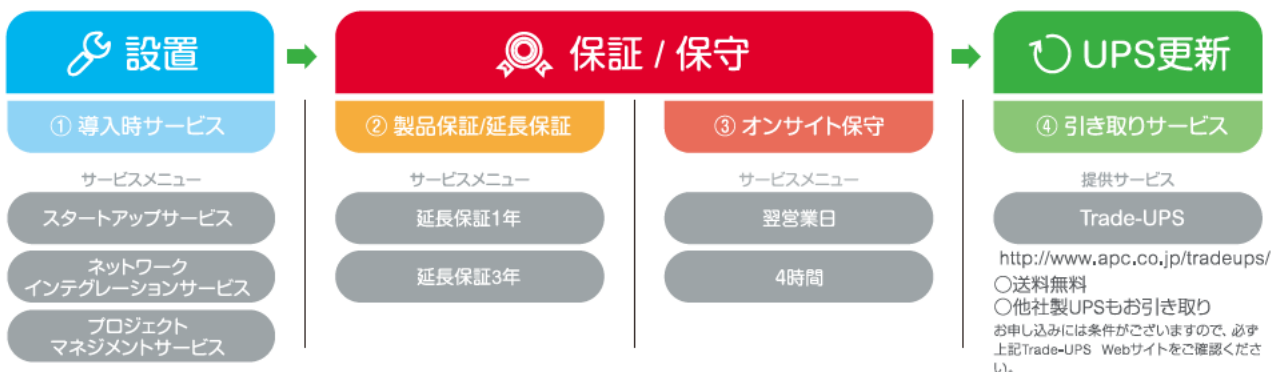 設置
① 導入時サービス
サービスメニュー
スタートアップサービス
ネットワーク
インテグレーションサービス
プロジェクト
マネジメントサービス
保証 / 保守
② 製品保証/延長保証
サービスメニュー
延長保証1年
延長保証3年
③ オンサイト保守
サービスメニュー
翌営業日
4時間
UPS更新
④ 引き取りサービス
提供サービス
Trade-UPS
http://www.apc.co.jp/tradeups/
○送料無料
○他社製UPSもお引き取り
お申し込みには条件がございますので、必ず
上記Trade-UPS Webサイトをご確認くださ
い。